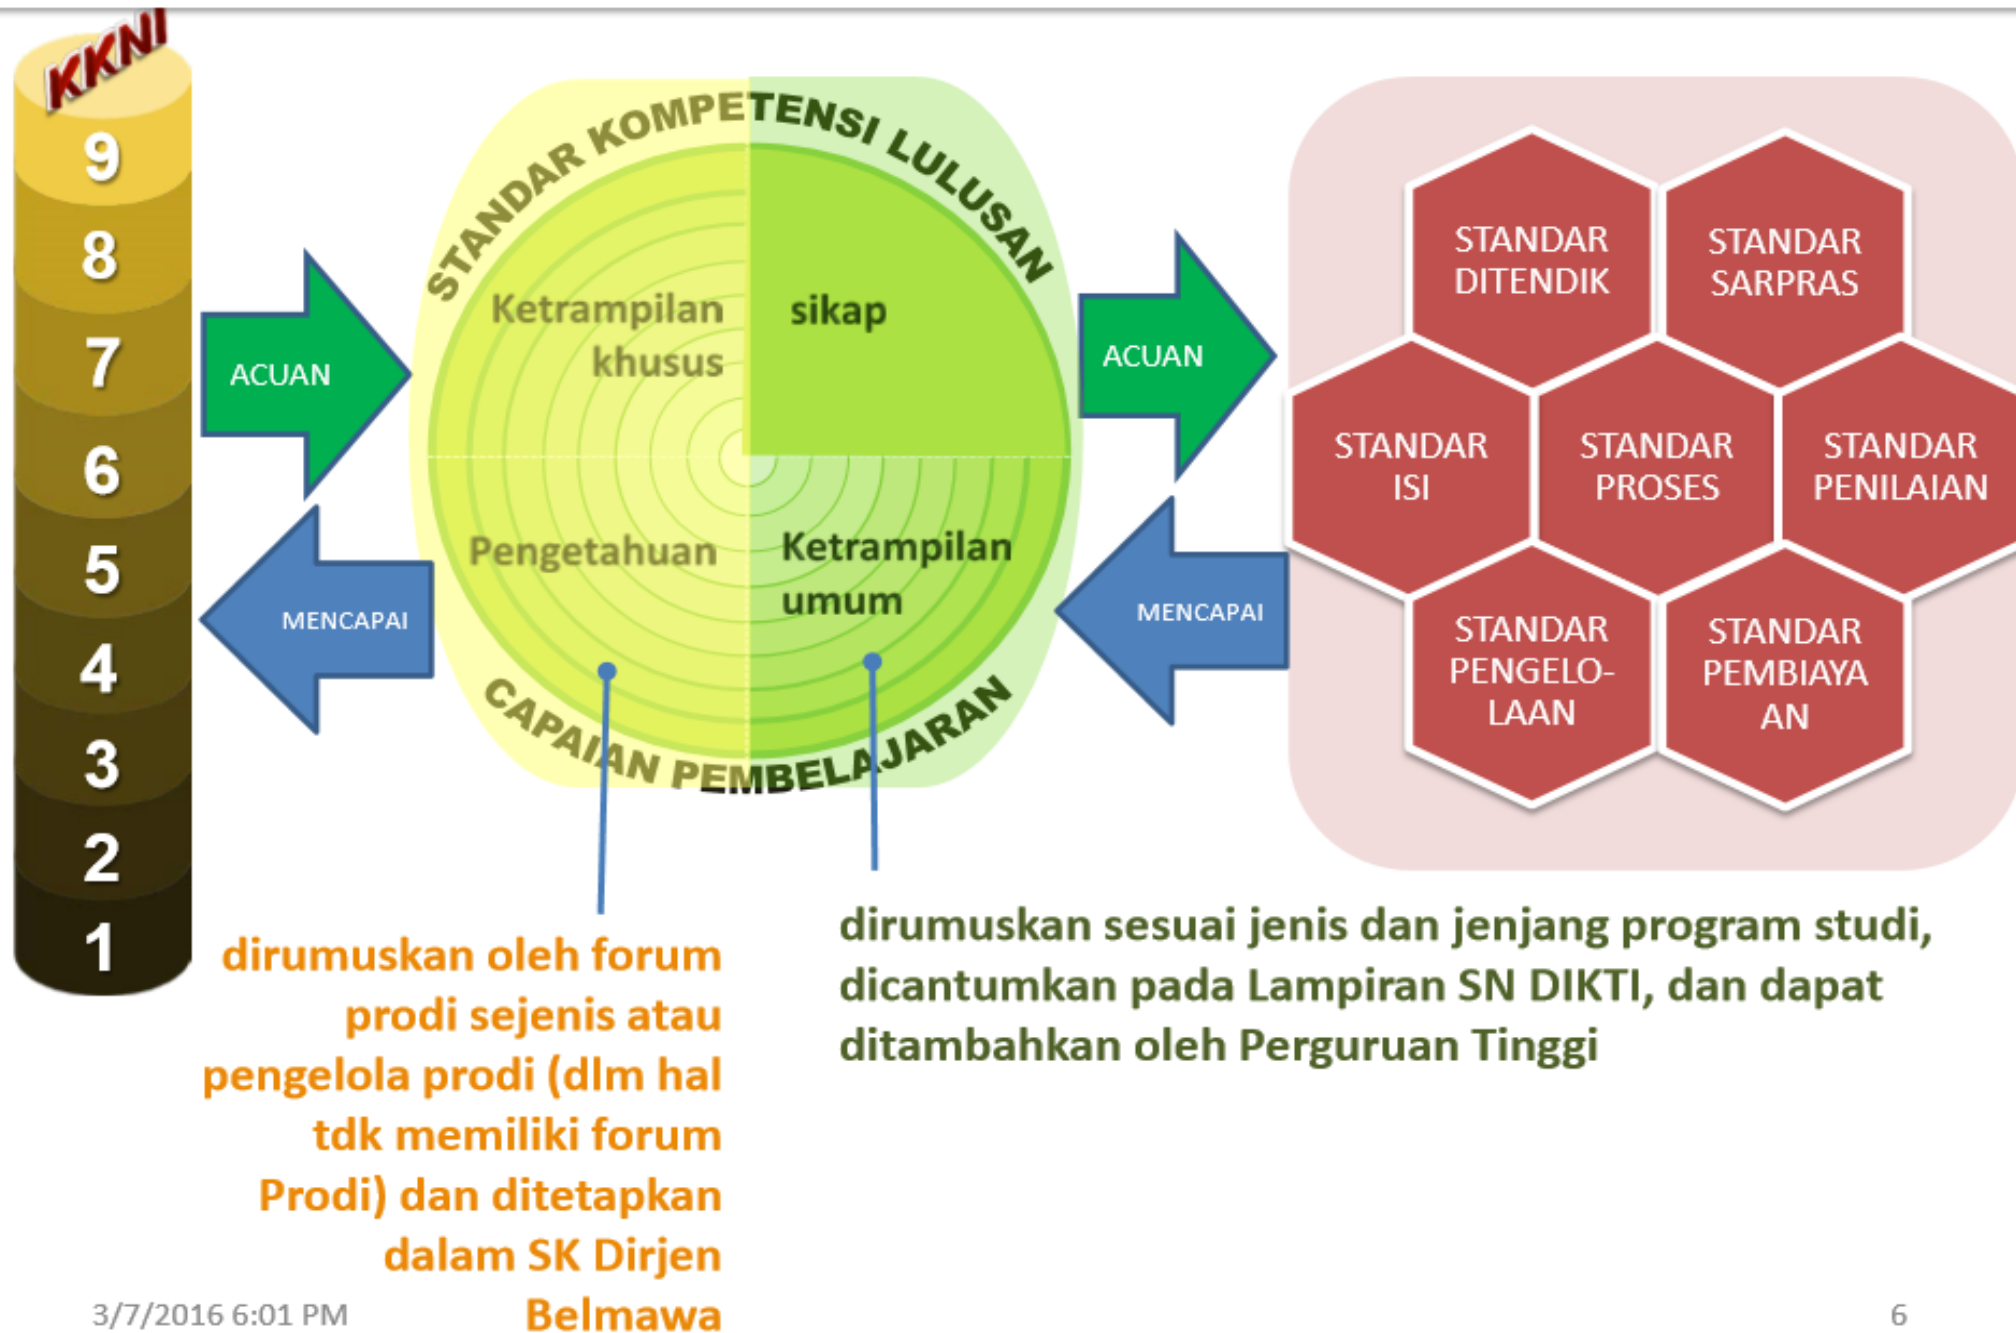 KKNI
9
8
7
6
5
4
3
2
1
ACUAN
MENCAPAI
STANDAR KOMPETENSI LULUSAN
Ketrampilan
khusus
sikap
Pengetahuan
Ketrampilan
umum
CAPAIAN PEMBELAJARAN
ACUAN
MENCAPAI
STANDAR
DITENDIK
STANDAR
SARPRAS
STANDAR
ISI
STANDAR
PROSES
STANDAR
PENILAIAN
STANDAR
PENGELO-
LAAN
STANDAR
PEMBIAYA
AN
dirumuskan oleh forum
prodi sejenis atau
pengelola prodi (dlm hal
tdk memiliki forum
Prodi) dan ditetapkan
dalam SK Dirjen
Belmawa
dirumuskan sesuai jenis dan jenjang program studi,
dicantumkan pada Lampiran SN DIKTI, dan dapat
ditambahkan oleh Perguruan Tinggi
3/7/2016 6:01 PM
6